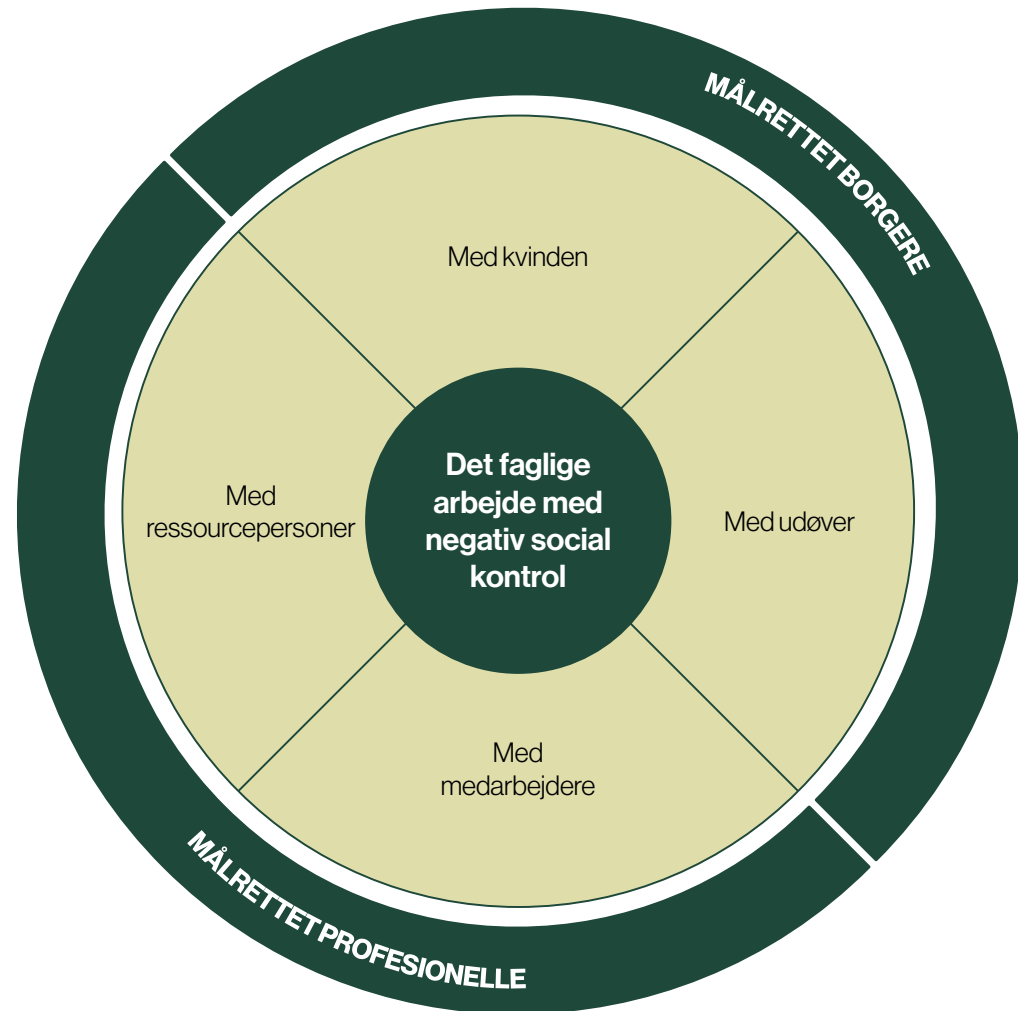 MÅLRETTET BORGERE
Med kvinden
Med
ressourcepersoner
Det faglige
arbejde med
negativ social
kontrol
Med udøver
Med
medarbejdere
MÅLRETTET PROFESIONELLE